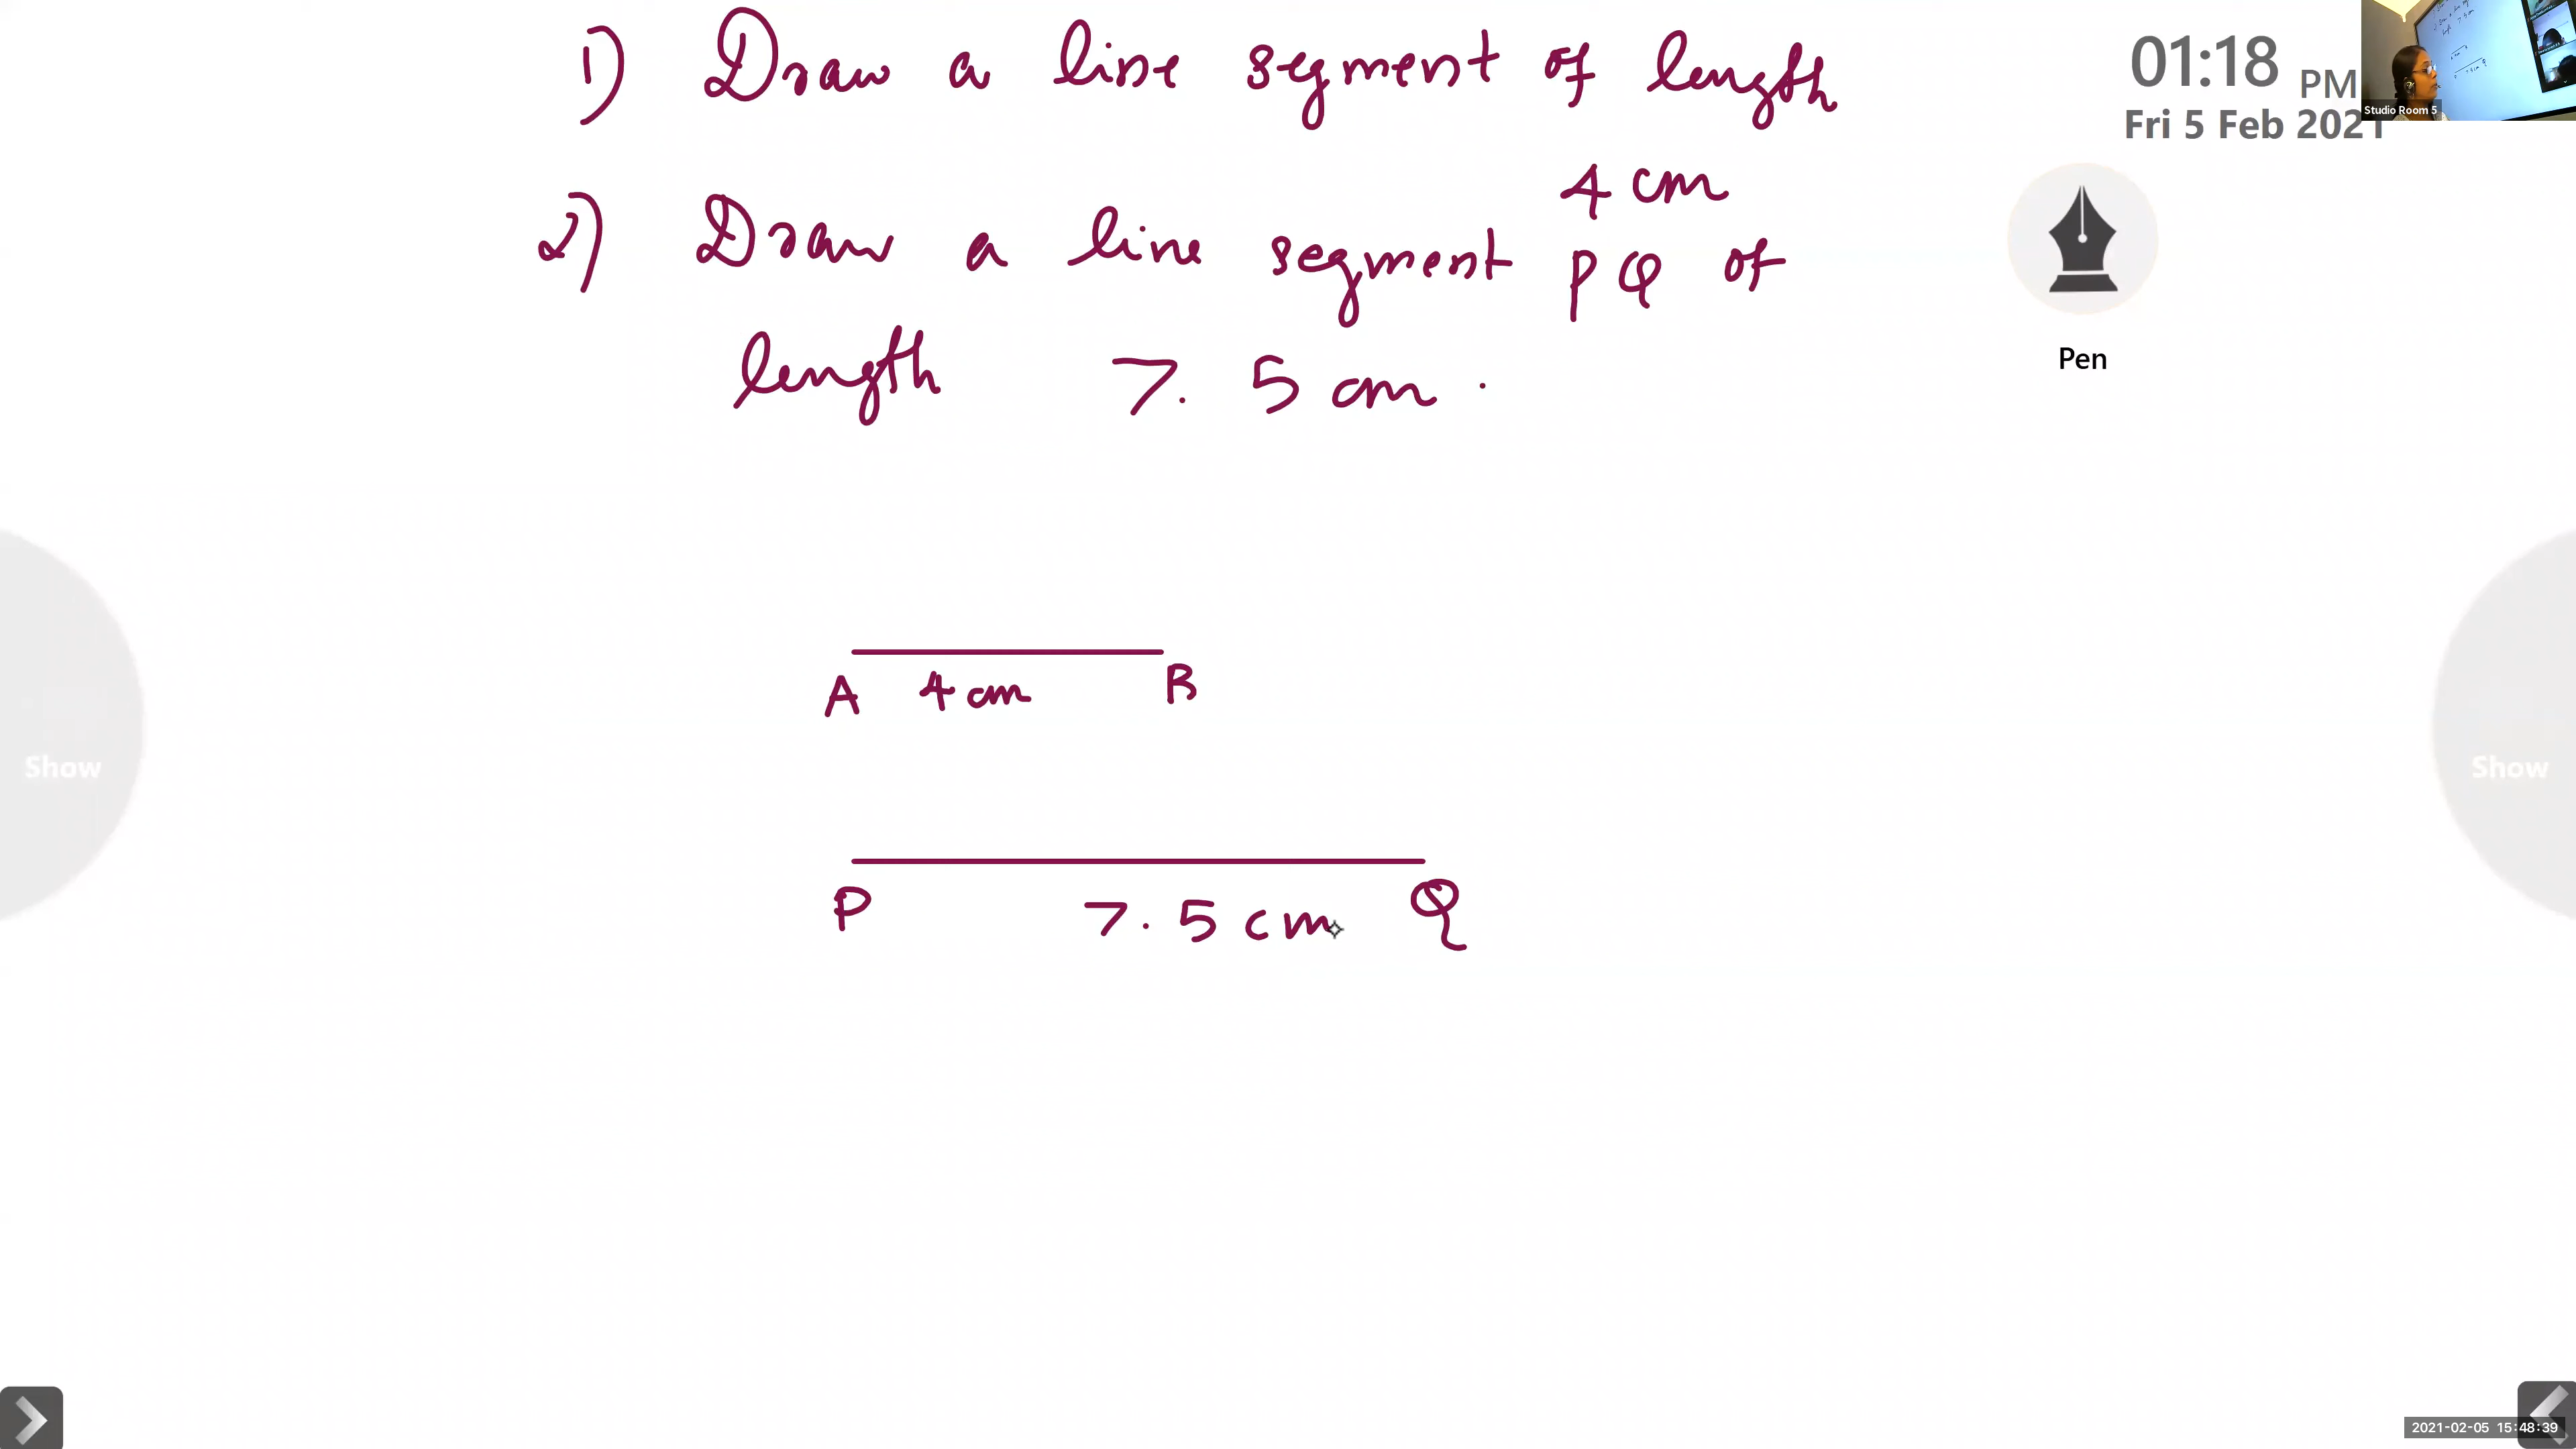 1) Draw a line segment of length
4 cm
2) Draw a line segment PQ of
length 7.5 cm.
A 4 cm B
P 7.5 cm Q
01:18 PM
Fri 5 Feb 2021
Studio Room 5
Pen
Show
Show
2021-02-05 15:48:39